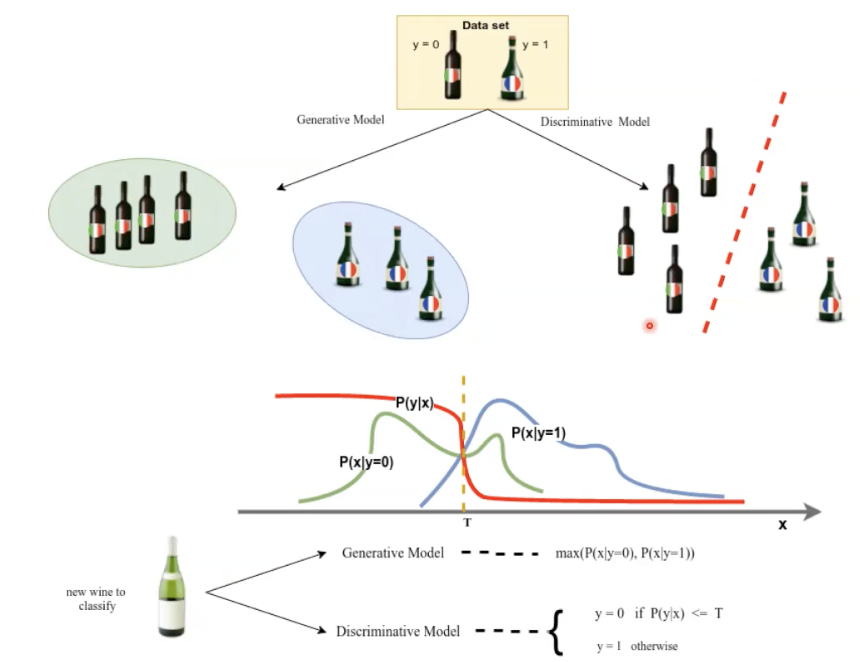 Data set
y = 0
y = 1
Generative Model
Discriminative Model
P(y|x)
P(x|y=1)
P(x|y=0)
T
x
Generative Model
max(P(x|y=0), P(x|y=1))
new wine to
classify
Discriminative Model
y = 0 if P(y|x) <= T
y = 1 otherwise